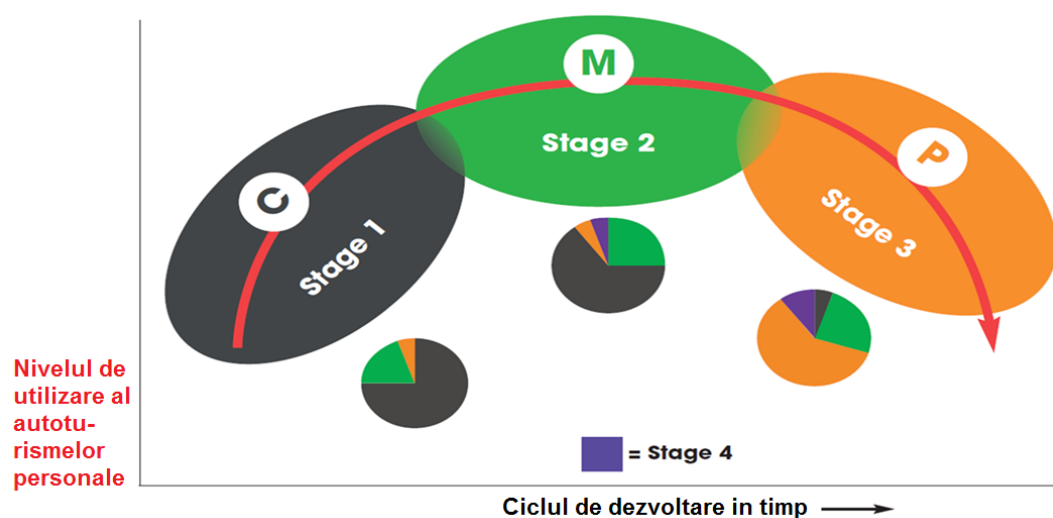 M
Stage 2
C
Stage 1
P
Stage 3
Nivelul de
utilizare al
autotu-
rismelor
personale
= Stage 4
Ciclul de dezvoltare in timp